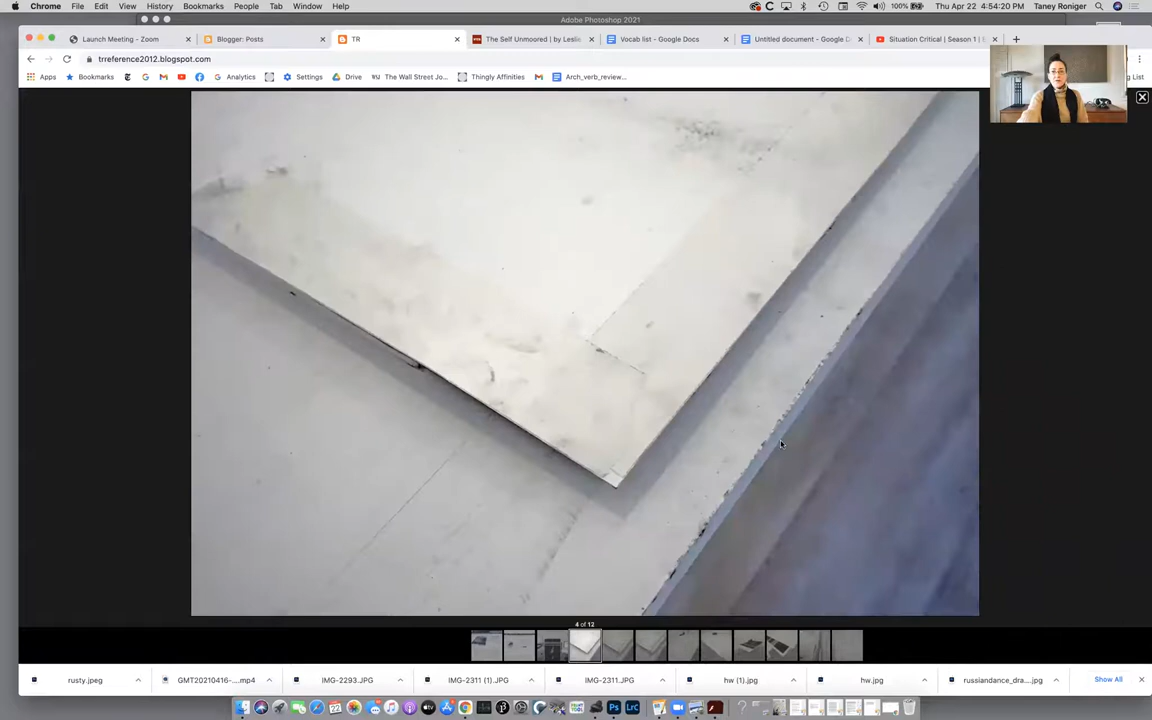 Chrome File Edit View History Bookmarks People Tab Window Help 100% Thu Apr 22 4:54:20 PM Taney Roniger
Adobe Photoshop 2021
Launch Meeting - Zoom Blogger: Posts TR The Self Unmoored | by Leslie Vocab list - Google Docs Untitled document - Google D Situation Critical | Season 1 | E
trreference2012.blogspot.com
Apps Bookmarks Analytics Settings Drive The Wall Street Jo... Thingly Affinities Arch_verb_review... g List
4 of 12
rusty.jpeg GMT20210416-....mp4 IMG-2293.JPG IMG-2311 (1).JPG IMG-2311.JPG hw (1).jpg hw.jpg russiandance_dra....jpg Show All